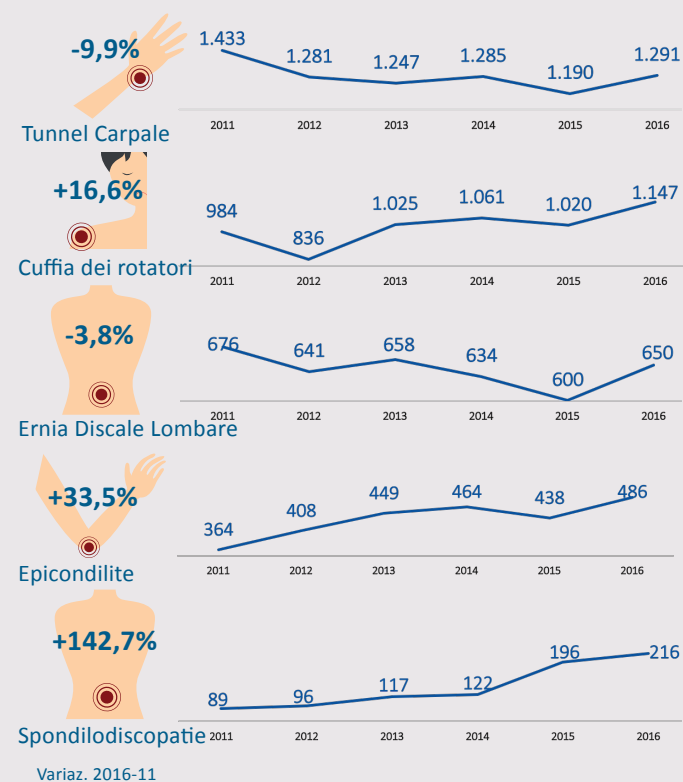 -9,9%
1.433 1.281 1.247 1.285 1.190 1.291
2011 2012 2013 2014 2015 2016
Tunnel Carpale
+16,6%
984 836 1.025 1.061 1.020 1.147
2011 2012 2013 2014 2015 2016
Cuffia dei rotatori
-3,8%
676 641 658 634 600 650
2011 2012 2013 2014 2015 2016
Ernia Discale Lombare
+33,5%
364 408 449 464 438 486
2011 2012 2013 2014 2015 2016
Epicondilite
+142,7%
89 96 117 122 196 216
2011 2012 2013 2014 2015 2016
Spondilodiscopatie
Variaz. 2016-11